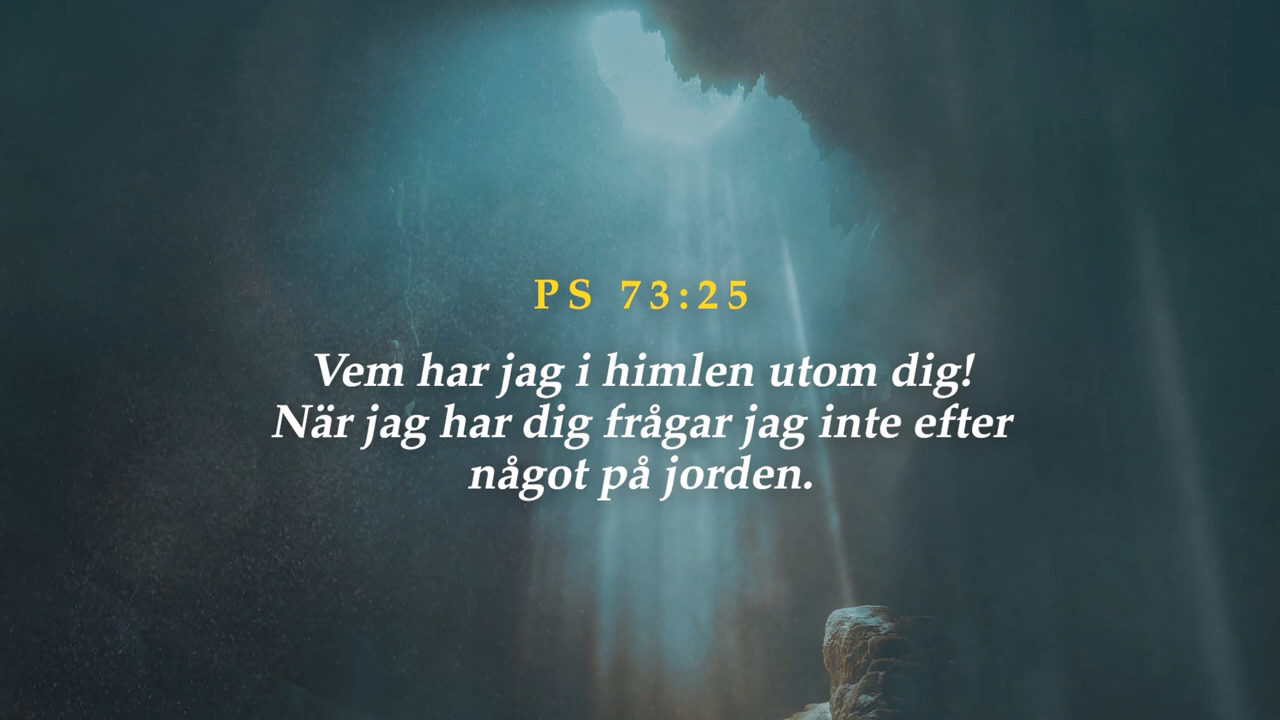 PS 73:25
Vem har jag i himlen utom dig!
När jag har dig frågar jag inte efter
något på jorden.